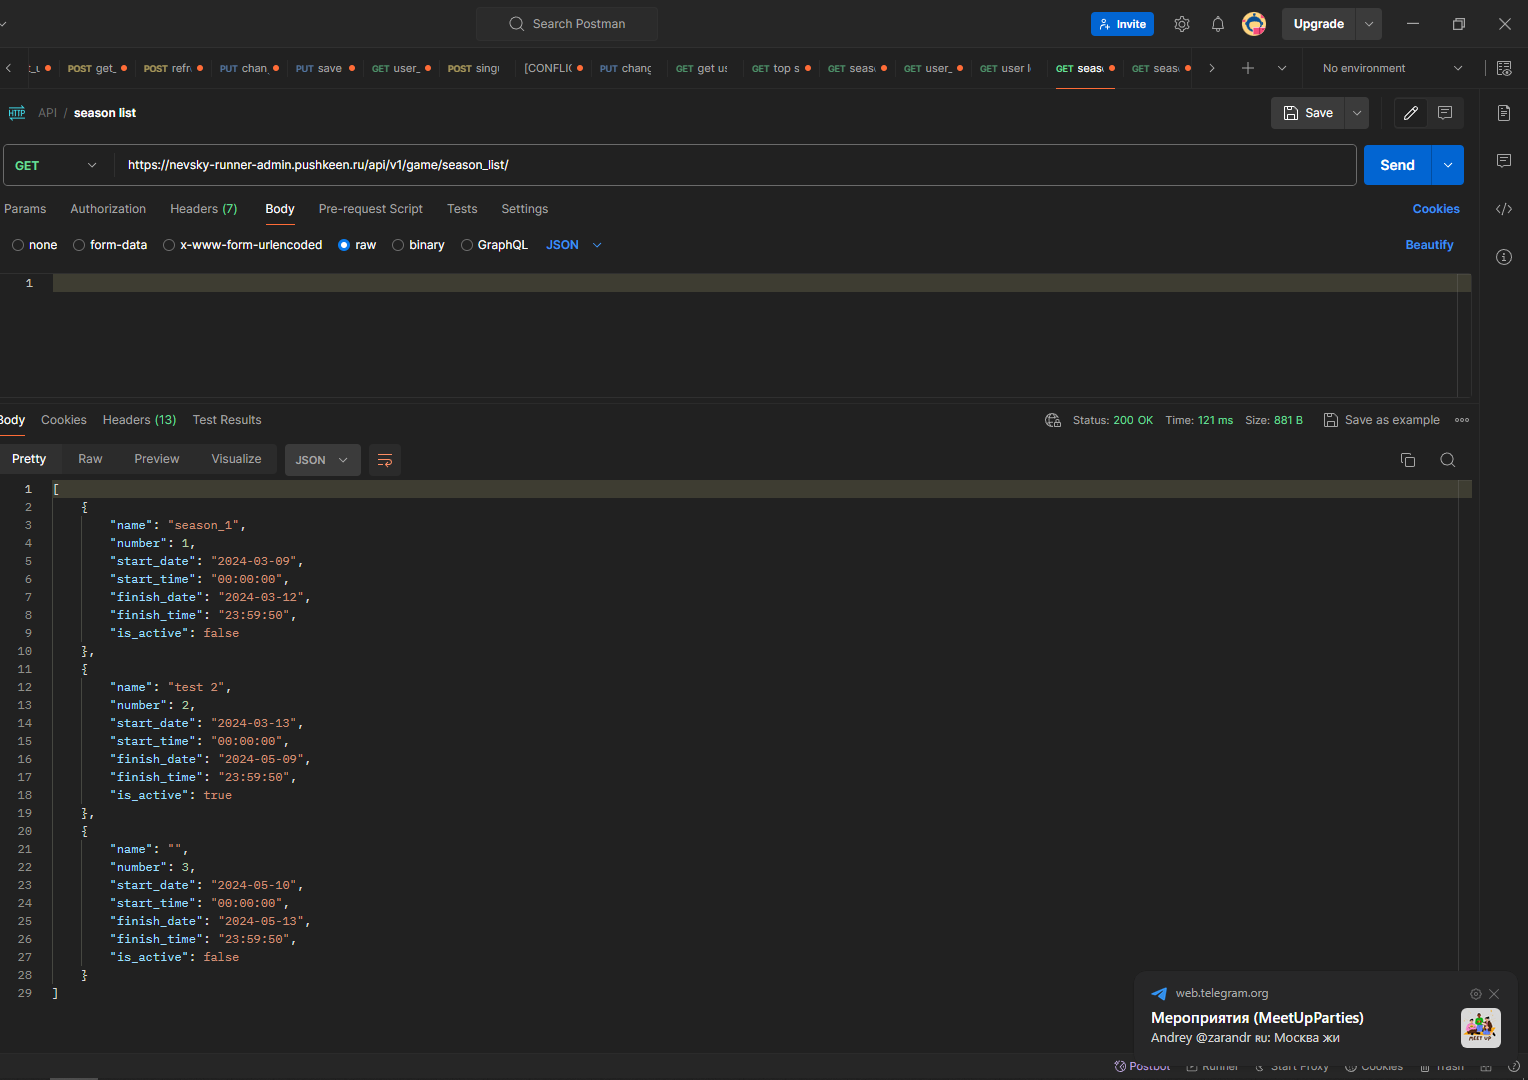 Search Postman
Invite
Upgrade
POST get_
POST refr
PUT chan
PUT save
GET user_
POST singu
[CONFLIC
PUT chang
GET get us
GET top s
GET seas
GET user_
GET user l
GET seas
GET seas
No environment
HTTP API / season list
Save
GET https://nevsky-runner-admin.pushkeen.ru/api/v1/game/season_list/
Send
Params Authorization Headers (7) Body Pre-request Script Tests Settings Cookies
none form-data x-www-form-urlencoded raw binary GraphQL JSON Beautify
1
Body Cookies Headers (13) Test Results Status: 200 OK Time: 121 ms Size: 881 B Save as example
Pretty Raw Preview Visualize JSON
1 [
2 {
3 "name": "season_1",
4 "number": 1,
5 "start_date": "2024-03-09",
6 "start_time": "00:00:00",
7 "finish_date": "2024-03-12",
8 "finish_time": "23:59:50",
9 "is_active": false
10 },
11 {
12 "name": "test 2",
13 "number": 2,
14 "start_date": "2024-03-13",
15 "start_time": "00:00:00",
16 "finish_date": "2024-05-09",
17 "finish_time": "23:59:50",
18 "is_active": true
19 },
20 {
21 "name": "",
22 "number": 3,
23 "start_date": "2024-05-10",
24 "start_time": "00:00:00",
25 "finish_date": "2024-05-13",
26 "finish_time": "23:59:50",
27 "is_active": false
28 }
29 ]
web.telegram.org
Мероприятия (MeetUpParties)
Andrey @zarandr RU: Москва жи
MEET UP
Postbot Runner Start Proxy Cookies Trash